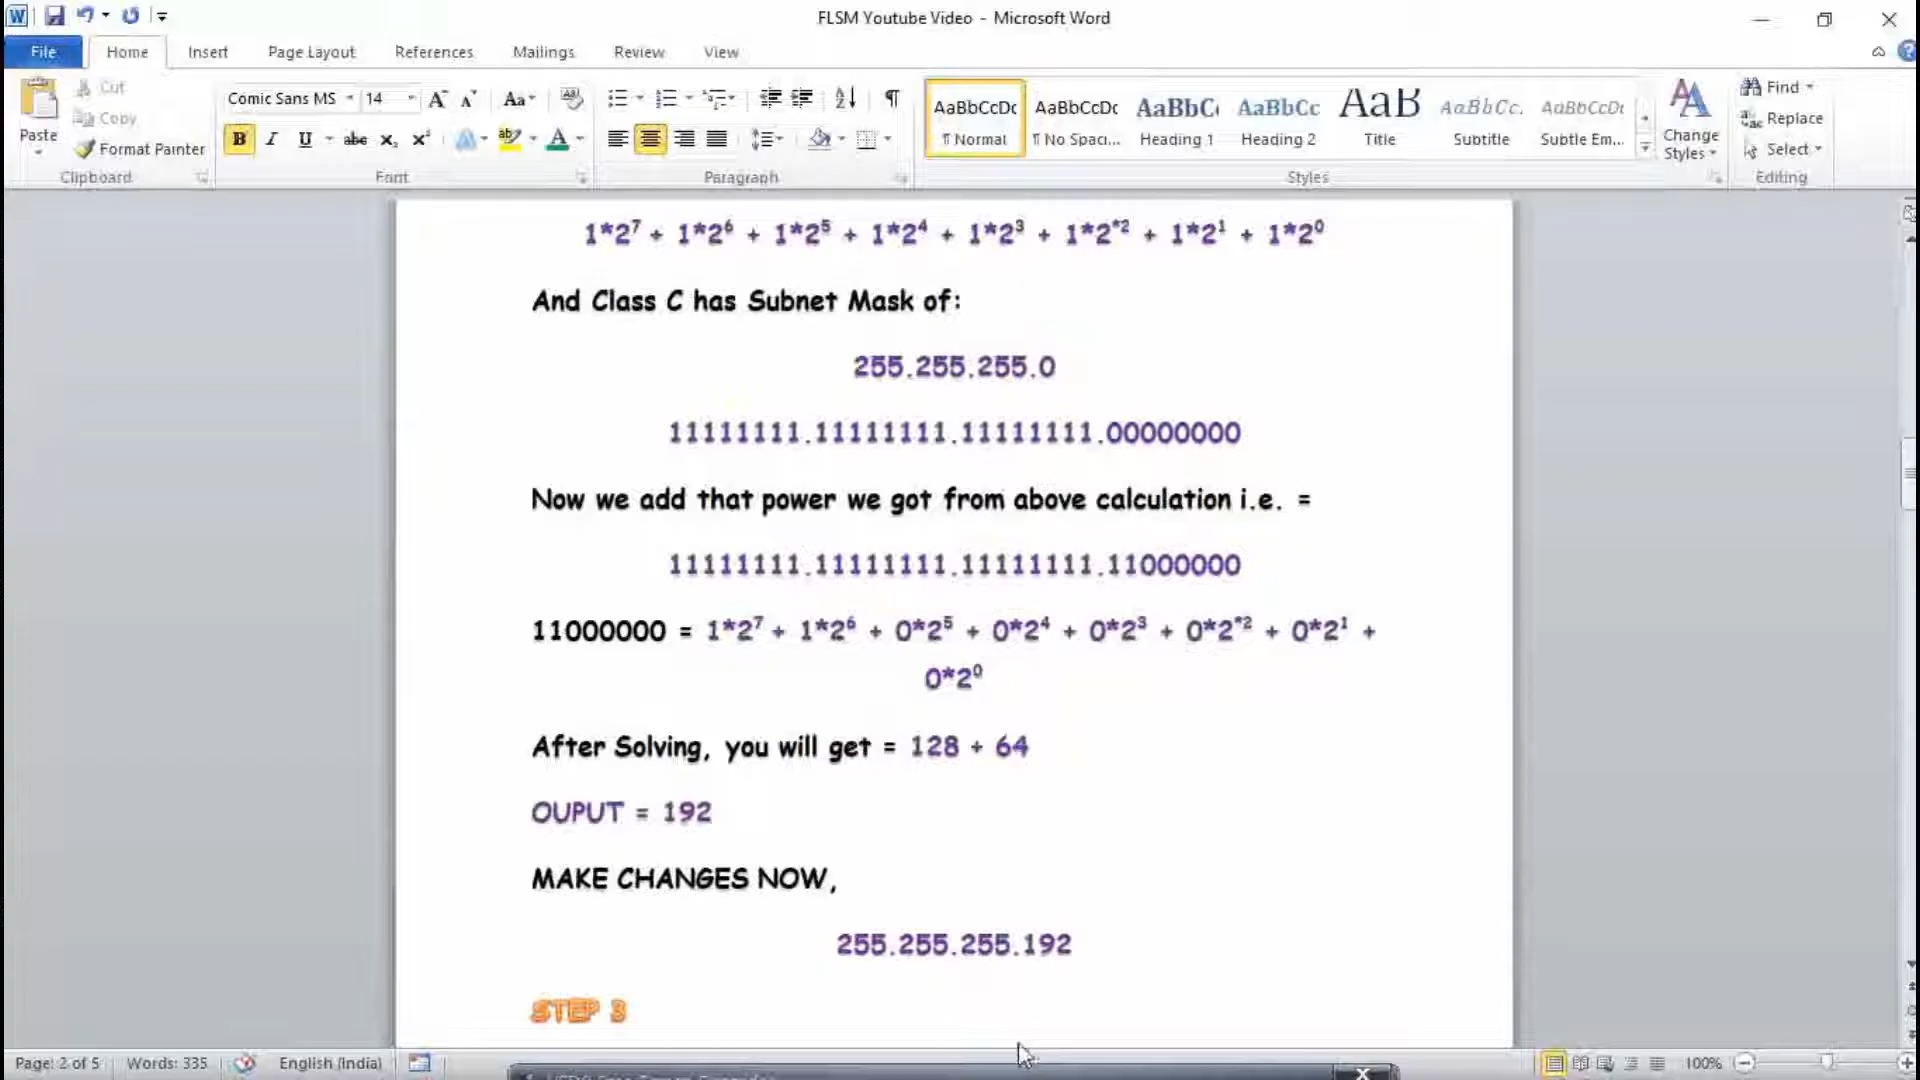 FLSM Youtube Video - Microsoft Word
File Home Insert Page Layout References Mailings Review View
Paste
Cut
Copy
Format Painter
Clipboard
Comic Sans MS 14
Font
Paragraph
AaBbCcDc AaBbCcDc AaBbC( AaBbCc AaB AaBbCc. AaBbCcDc
¶ Normal ¶ No Spaci... Heading 1 Heading 2 Title Subtitle Subtle Em...
Change
Styles
Styles
Find
Replace
Select
Editing
1*2⁷ + 1*2⁶ + 1*2⁵ + 1*2⁴ + 1*2³ + 1*2*² + 1*2¹ + 1*2⁰
And Class C has Subnet Mask of:
255.255.255.0
11111111.11111111.11111111.00000000
Now we add that power we got from above calculation i.e. =
11111111.11111111.11111111.11000000
11000000 = 1*2⁷ + 1*2⁶ + 0*2⁵ + 0*2⁴ + 0*2³ + 0*2*² + 0*2¹ +
0*2⁰
After Solving, you will get = 128 + 64
OUPUT = 192
MAKE CHANGES NOW,
255.255.255.192
STEP 3
Page: 2 of 5 Words: 335 English (India) 100%